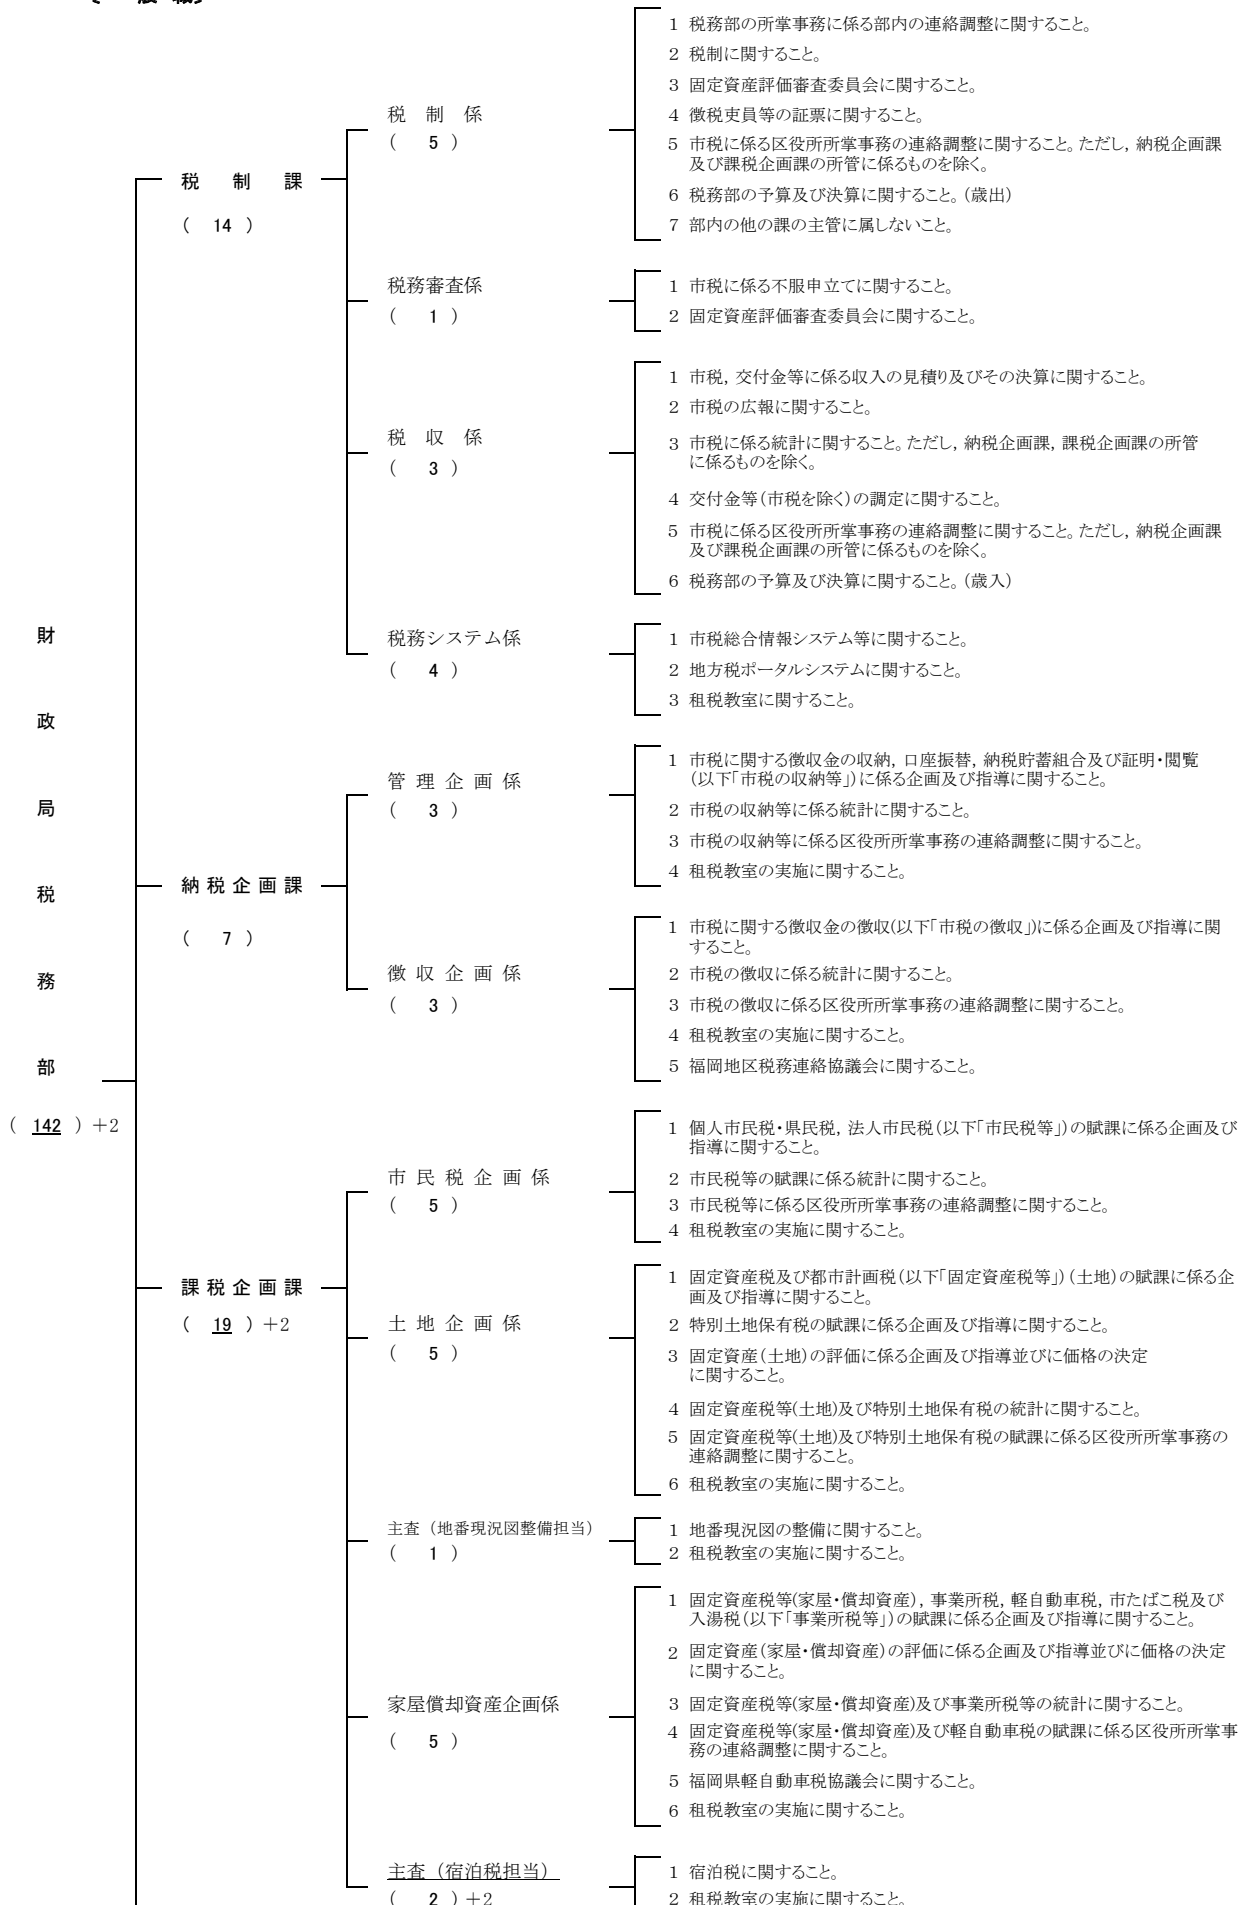 財政局税務部
( 142 ) +2
税制課
( 14 )
税制係
( 5 )
1 税務部の所掌事務に係る部内の連絡調整に関すること。
2 税制に関すること。
3 固定資産評価審査委員会に関すること。
4 徴税吏員等の証票に関すること。
5 市税に係る区役所所掌事務の連絡調整に関すること。ただし,納税企画課
及び課税企画課の所管に係るものを除く。
6 税務部の予算及び決算に関すること。(歳出)
7 部内の他の課の主管に属しないこと。
税務審査係
( 1 )
1 市税に係る不服申立てに関すること。
2 固定資産評価審査委員会に関すること。
税収係
( 3 )
1 市税,交付金等に係る収入の見積り及びその決算に関すること。
2 市税の広報に関すること。
3 市税に係る統計に関すること。ただし,納税企画課,課税企画課の所管
に係るものを除く。
4 交付金等(市税を除く)の調定に関すること。
5 市税に係る区役所所掌事務の連絡調整に関すること。ただし,納税企画課
及び課税企画課の所管に係るものを除く。
6 税務部の予算及び決算に関すること。(歳入)
税務システム係
( 4 )
1 市税総合情報システム等に関すること。
2 地方税ポータルシステムに関すること。
3 租税教室に関すること。
納税企画課
( 7 )
管理企画係
( 3 )
1 市税に関する徴収金の収納,口座振替,納税貯蓄組合及び証明・閲覧
(以下「市税の収納等」)に係る企画及び指導に関すること。
2 市税の収納等に係る統計に関すること。
3 市税の収納等に係る区役所所掌事務の連絡調整に関すること。
4 租税教室の実施に関すること。
徴収企画係
( 3 )
1 市税に関する徴収金の徴収(以下「市税の徴収」)に係る企画及び指導に関
すること。
2 市税の徴収に係る統計に関すること。
3 市税の徴収に係る区役所所掌事務の連絡調整に関すること。
4 租税教室の実施に関すること。
5 福岡地区税務連絡協議会に関すること。
課税企画課
( 19 ) +2
市民税企画係
( 5 )
1 個人市民税・県民税,法人市民税(以下「市民税等」)の賦課に係る企画及び
指導に関すること。
2 市民税等の賦課に係る統計に関すること。
3 市民税等に係る区役所所掌事務の連絡調整に関すること。
4 租税教室の実施に関すること。
土地企画係
( 5 )
1 固定資産税及び都市計画税(以下「固定資産税等」)(土地)の賦課に係る企
画及び指導に関すること。
2 特別土地保有税の賦課に係る企画及び指導に関すること。
3 固定資産(土地)の評価に係る企画及び指導並びに価格の決定
に関すること。
4 固定資産税等(土地)及び特別土地保有税の統計に関すること。
5 固定資産税等(土地)及び特別土地保有税の賦課に係る区役所所掌事務の
連絡調整に関すること。
6 租税教室の実施に関すること。
主査(地番現況図整備担当)
( 1 )
1 地番現況図の整備に関すること。
2 租税教室の実施に関すること。
家屋償却資産企画係
( 5 )
1 固定資産税等(家屋・償却資産),事業所税,軽自動車税,市たばこ税及び
入湯税(以下「事業所税等」)の賦課に係る企画及び指導に関すること。
2 固定資産(家屋・償却資産)の評価に係る企画及び指導並びに価格の決定
に関すること。
3 固定資産税等(家屋・償却資産)及び事業所税等の統計に関すること。
4 固定資産税等(家屋・償却資産)及び軽自動車税の賦課に係る区役所所掌事
務の連絡調整に関すること。
5 福岡県軽自動車税協議会に関すること。
6 租税教室の実施に関すること。
主査(宿泊税担当)
( 2 ) +2
1 宿泊税に関すること。
2 租税教室の実施に関すること。